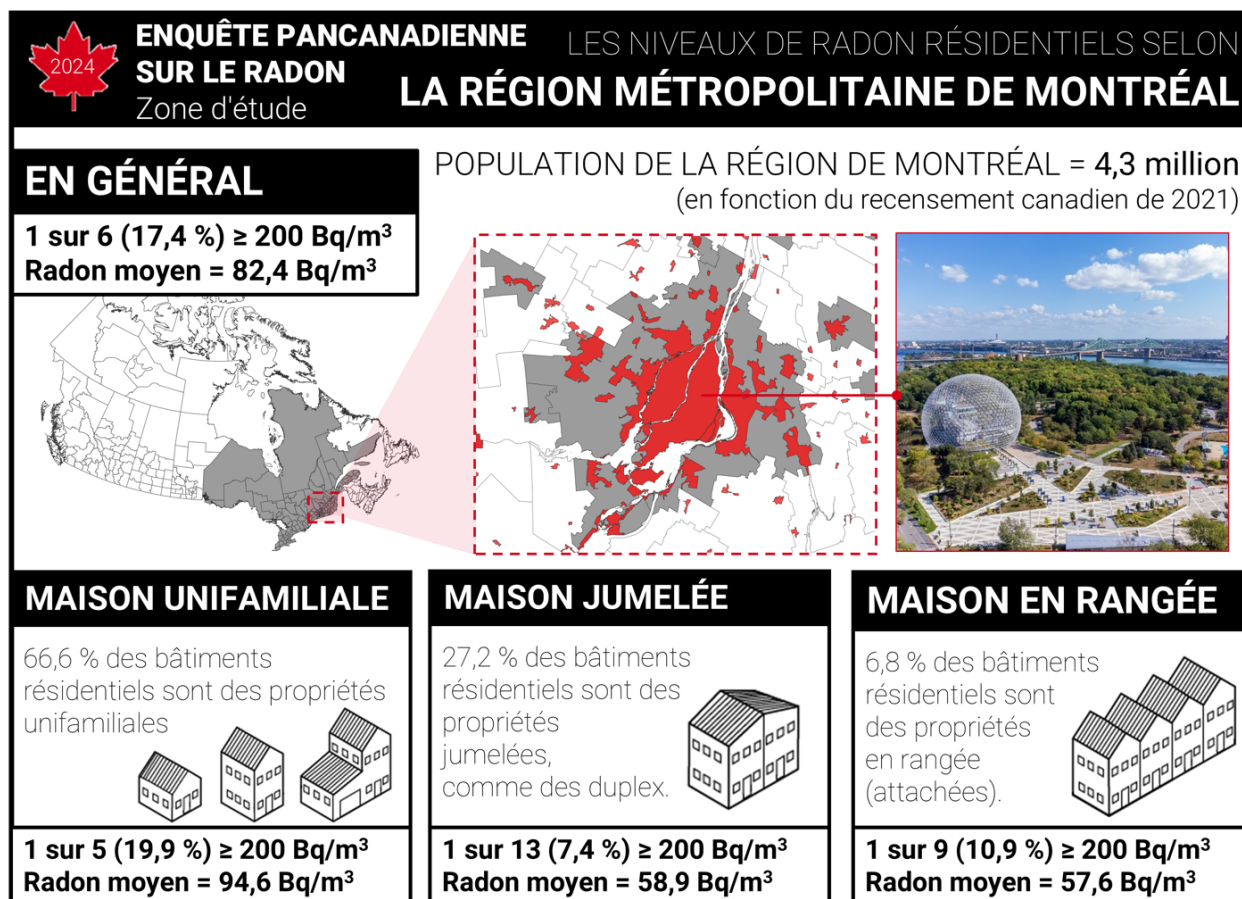 2024
ENQUÊTE PANCANADIENNE
SUR LE RADON
Zone d'étude
LES NIVEAUX DE RADON RÉSIDENTIELS SELON
LA RÉGION MÉTROPOLITAINE DE MONTRÉAL
EN GÉNÉRAL
1 sur 6 (17,4 %) ≥ 200 Bq/m³
Radon moyen = 82,4 Bq/m³
POPULATION DE LA RÉGION DE MONTRÉAL = 4,3 million
(en fonction du recensement canadien de 2021)
MAISON UNIFAMILIALE
66,6 % des bâtiments
résidentiels sont des propriétés
unifamiliales
1 sur 5 (19,9 %) ≥ 200 Bq/m³
Radon moyen = 94,6 Bq/m³
MAISON JUMELÉE
27,2 % des bâtiments
résidentiels sont des
propriétés
jumelées,
comme des duplex.
1 sur 13 (7,4 %) ≥ 200 Bq/m³
Radon moyen = 58,9 Bq/m³
MAISON EN RANGÉE
6,8 % des bâtiments
résidentiels sont
des propriétés
en rangée
(attachées).
1 sur 9 (10,9 %) ≥ 200 Bq/m³
Radon moyen = 57,6 Bq/m³